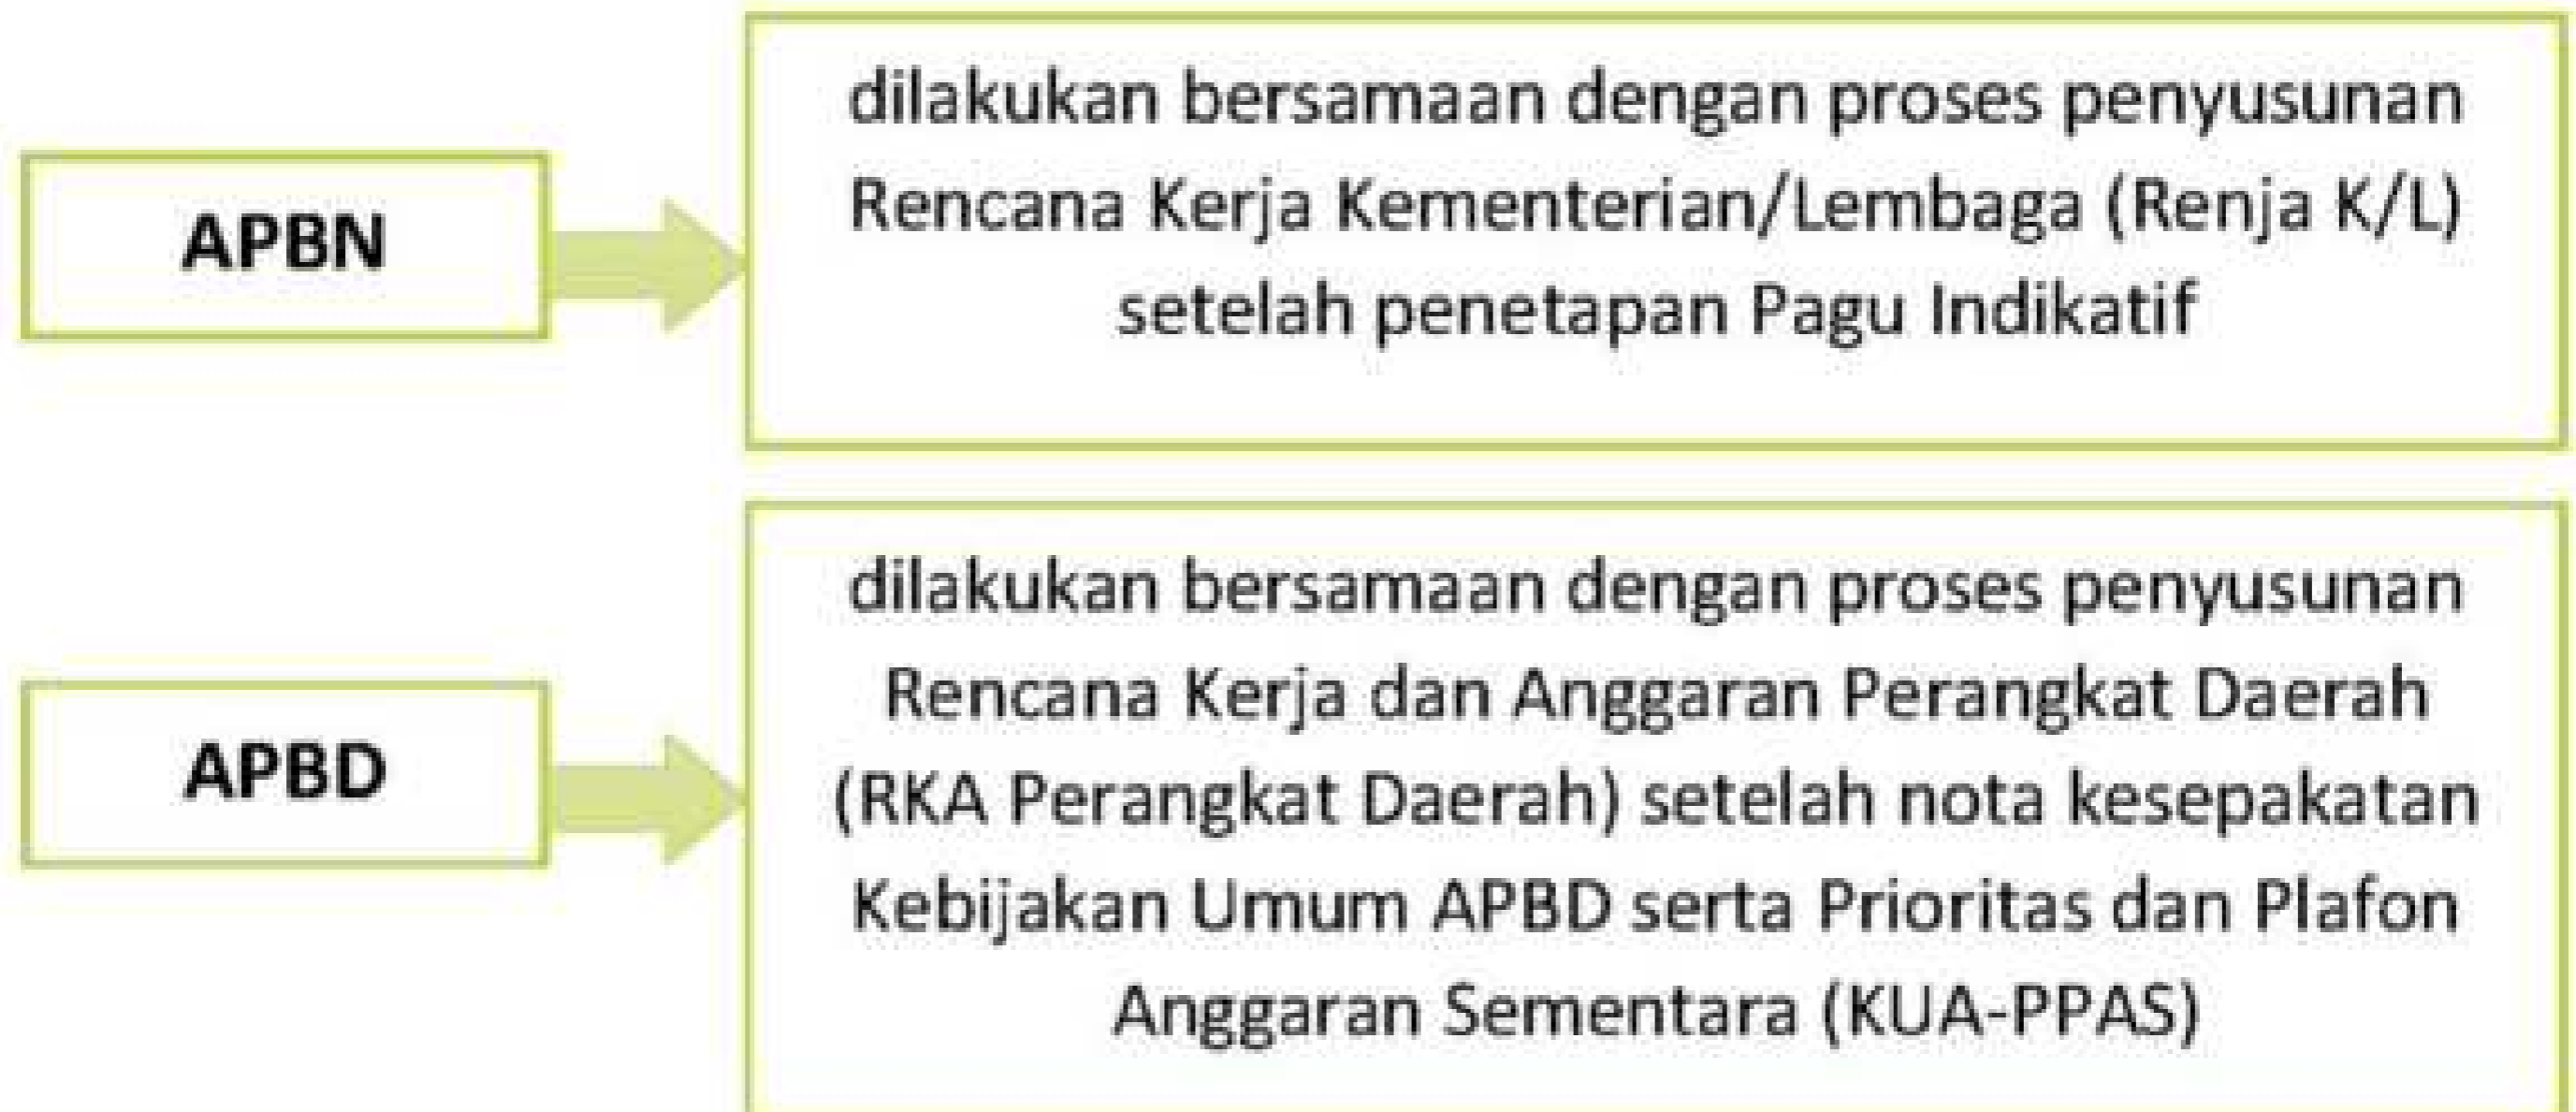 APBN
dilakukan bersamaan dengan proses penyusunan
Rencana Kerja Kementerian/Lembaga (Renja K/L)
setelah penetapan Pagu Indikatif
APBD
dilakukan bersamaan dengan proses penyusunan
Rencana Kerja dan Anggaran Perangkat Daerah
(RKA Perangkat Daerah) setelah nota kesepakatan
Kebijakan Umum APBD serta Prioritas dan Plafon
Anggaran Sementara (KUA-PPAS)